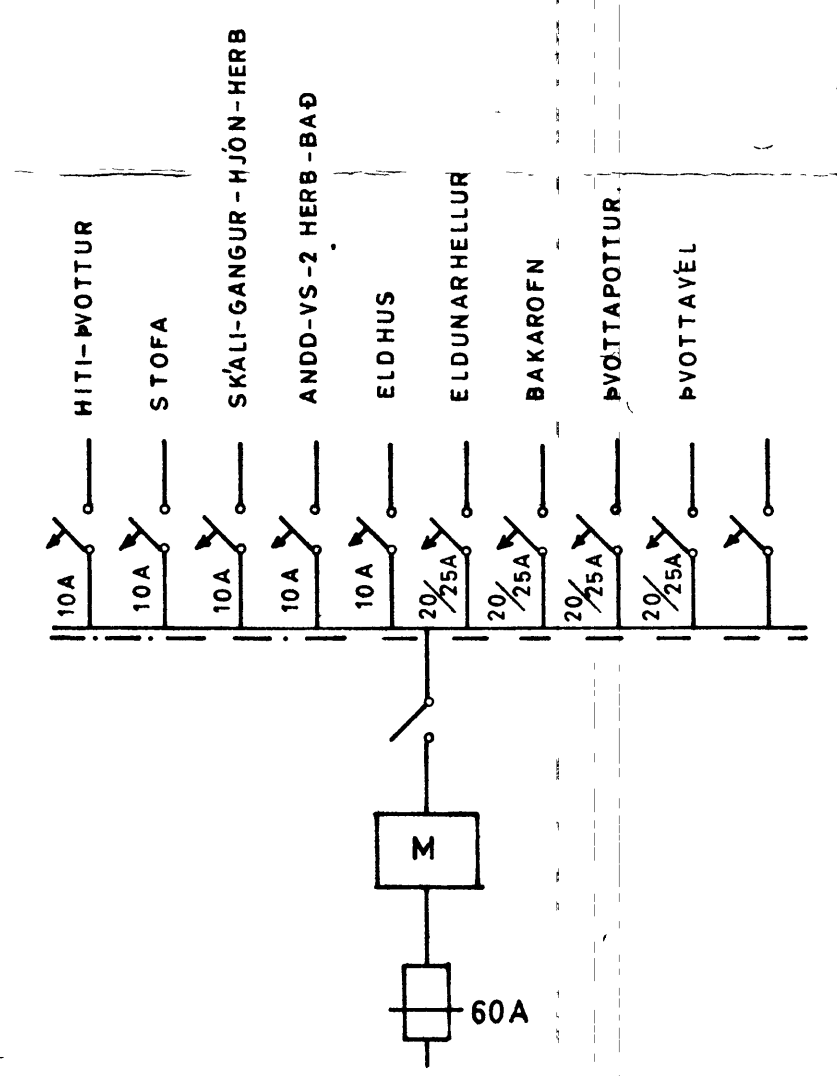 HITI-ÞVOTTUR
STOFA
SKÁLI-GANGUR-HJÓN-HERB
ANDD-VS-2 HERB-BAÐ
ELDHUS
ELDUNARHELLUR
BAKAROFN
ÞVOTTAPOTTUR.
ÞVOTTAVÉL
10A
10A
10A
10A
10A
20/25A
20/25A
20/25A
20/25A
M
60A